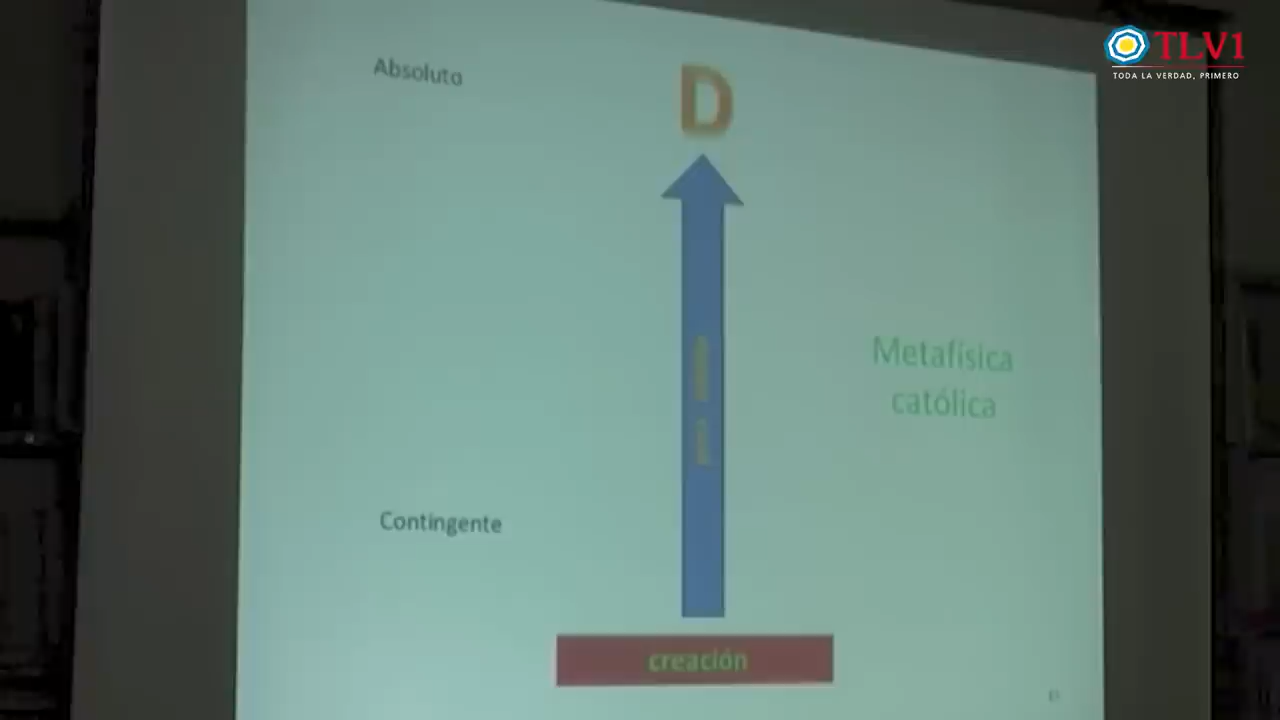 TLV1
TODA LA VERDAD, PRIMERO
Absoluto
D
Metafísica
católica
Contingente
creación